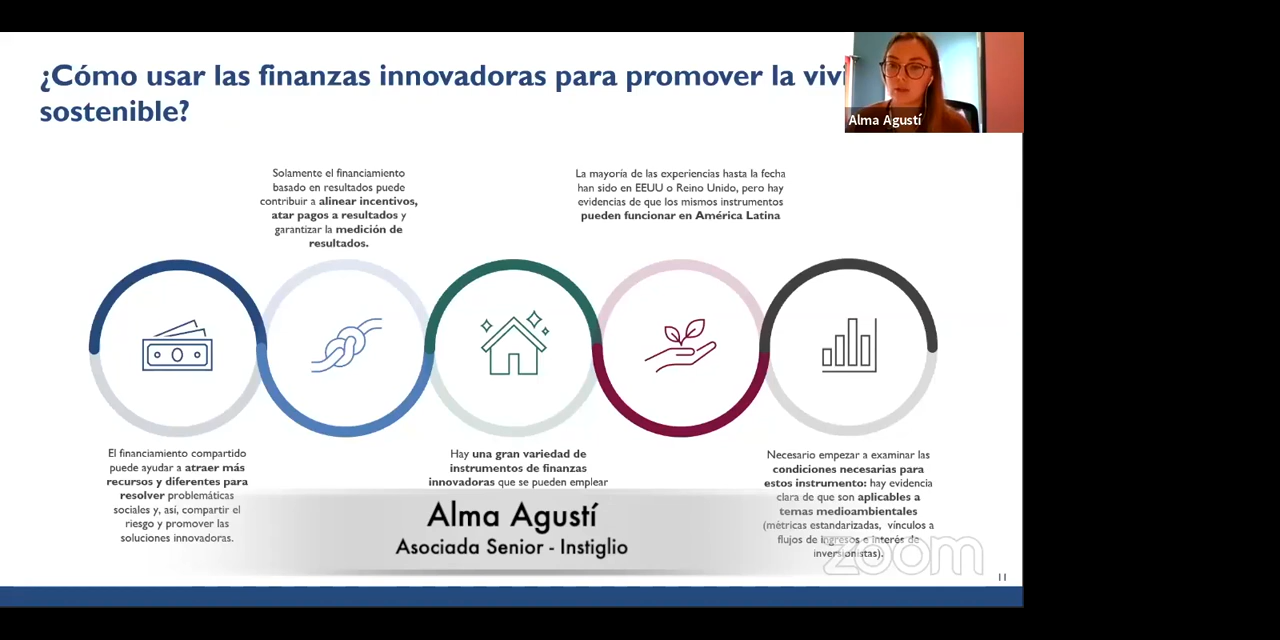 ¿Cómo usar las finanzas innovadoras para promover la vivi
sostenible?
Alma Agustí
Solamente el financiamiento
basado en resultados puede
contribuir a alinear incentivos,
atar pagos a resultados y
garantizar la medición de
resultados.
La mayoría de las experiencias hasta la fecha
han sido en EEUU o Reino Unido, pero hay
evidencias de que los mismos instrumentos
pueden funcionar en América Latina
El financiamiento compartido
puede ayudar a atraer más
recursos y diferentes para
resolver problemáticas
sociales y, así, compartir el
riesgo y promover las
soluciones innovadoras.
Hay una gran variedad de
instrumentos de finanzas
innovadoras que se pueden emplear
Necesario empezar a examinar las
condiciones necesarias para
estos instrumento: hay evidencia
clara de que son aplicables a
temas medioambientales
(métricas estandarizadas, vínculos a
flujos de ingresos e interés de
inversionistas).
Alma Agustí
Asociada Senior - Instiglio
zoom
11